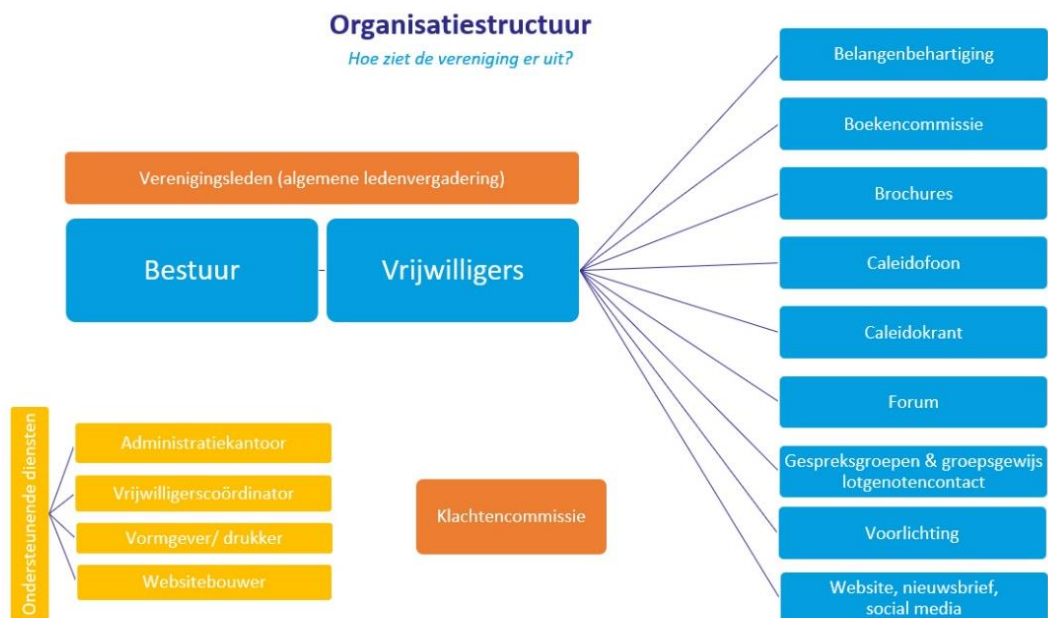 Organisatiestructuur
Hoe ziet de vereniging er uit?
Verenigingsleden (algemene ledenvergadering)
Bestuur
Vrijwilligers
Belangenbehartiging
Boekencommissie
Brochures
Caleidofoon
Caleidokrant
Forum
Gespreksgroepen & groepsgewijs
lotgenotencontact
Voorlichting
Website, nieuwsbrief,
social media
Ondersteunende diensten
Administratiekantoor
Vrijwilligerscoördinator
Vormgever/ drukker
Websitebouwer
Klachtencommissie